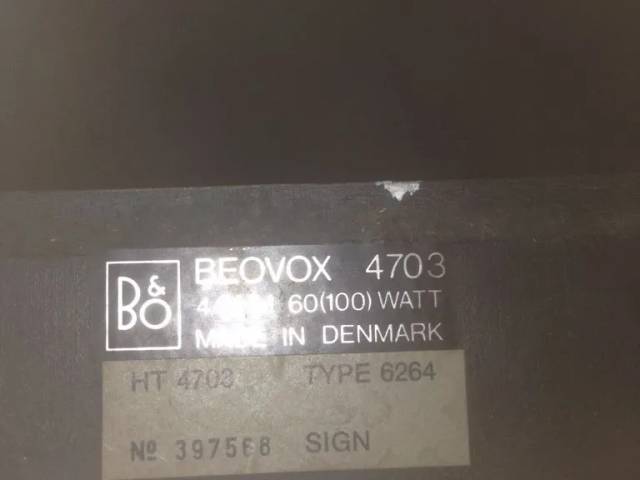 B&O
BEOVOX 4703
60(100) WATT
MADE IN DENMARK
HT 4703 TYPE 6264
Nº 397568 SIGN